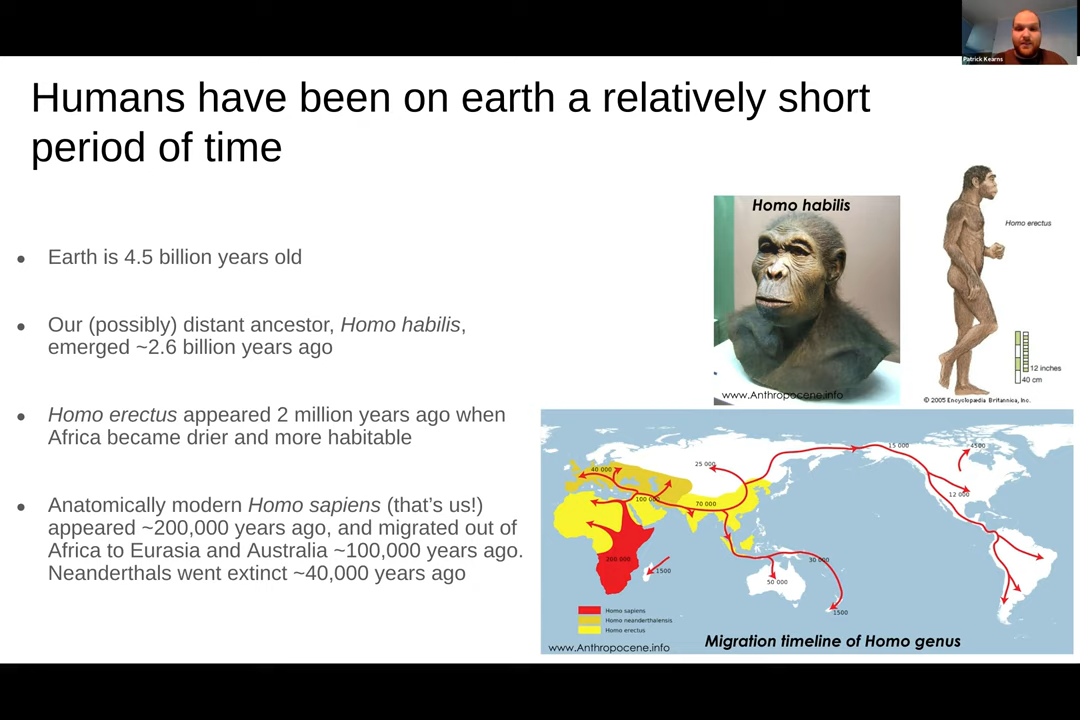 Patrick Kearns
Humans have been on earth a relatively short
period of time
● Earth is 4.5 billion years old
● Our (possibly) distant ancestor, Homo habilis,
emerged ~2.6 billion years ago
● Homo erectus appeared 2 million years ago when
Africa became drier and more habitable
● Anatomically modern Homo sapiens (that's us!)
appeared ~200,000 years ago, and migrated out of
Africa to Eurasia and Australia ~100,000 years ago.
Neanderthals went extinct ~40,000 years ago
Homo habilis
www.Anthropocene.info
Homo erectus
12 inches
40 cm
© 2005 Encyclopædia Britannica, Inc.
15 000
4500
25 000
40 000
12 000
100 000
70 000
200 000
1500
30 000
50 000
1500
Homo sapiens
Homo neanderthalensis
Homo erectus
www.Anthropocene.info
Migration timeline of Homo genus